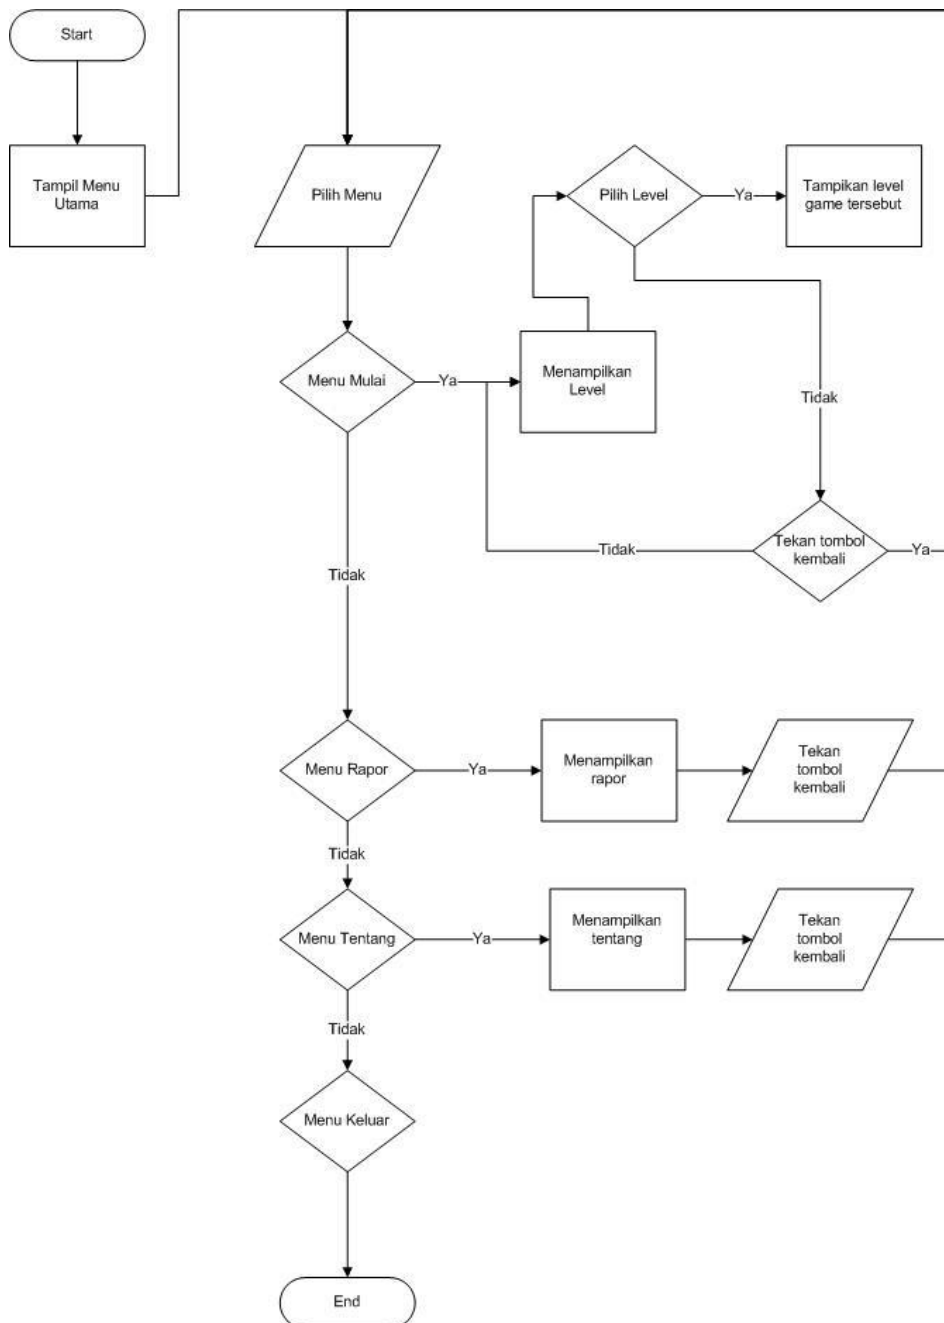 Start
Tampil Menu
Utama
Pilih Menu
Pilih Level
Ya
Tampikan level
game tersebut
Menu Mulai
Ya
Menampilkan
Level
Tidak
Tekan tombol
kembali
Ya
Tidak
Tidak
Menu Rapor
Ya
Menampilkan
rapor
Tekan
tombol
kembali
Tidak
Menu Tentang
Ya
Menampilkan
tentang
Tekan
tombol
kembali
Tidak
Menu Keluar
End